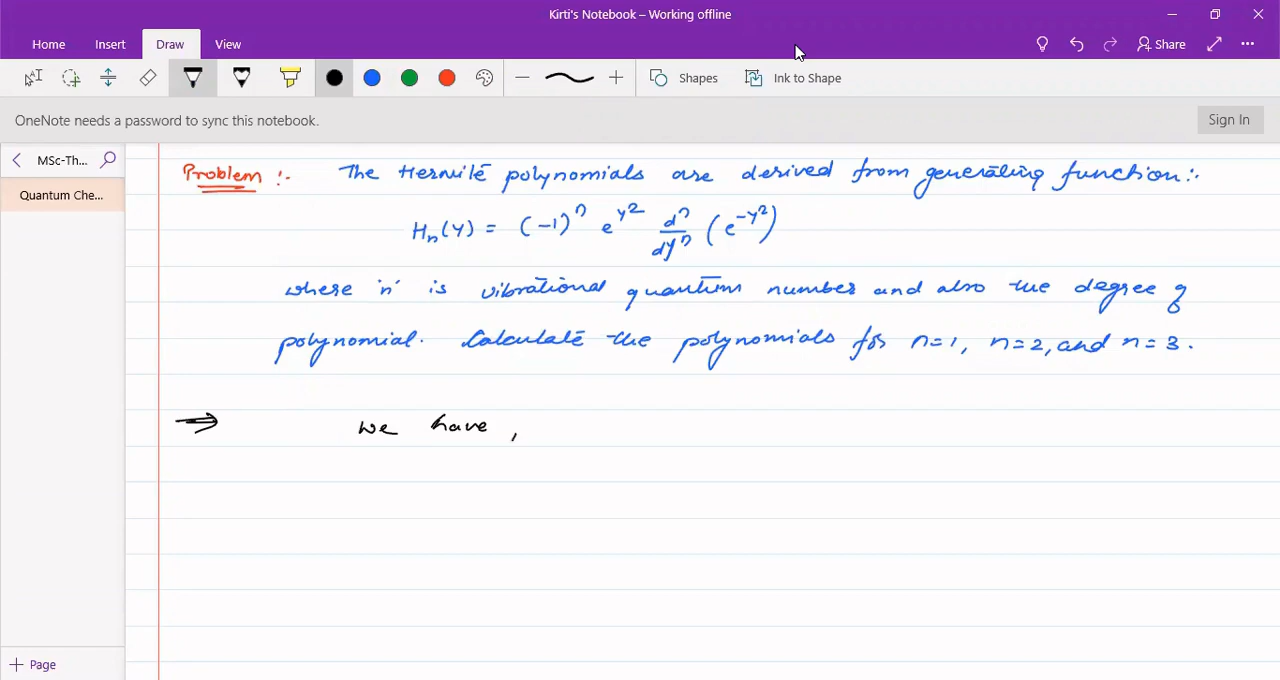 Kirti's Notebook – Working offline
Home Insert Draw View
Share
Shapes Ink to Shape
OneNote needs a password to sync this notebook. Sign In
MSc-Th...
Quantum Che...
Problem :- The Hermite polynomials are derived from generating function:-
Hn(y) = (-1)^n e^y² d^n/dy^n (e^-y²)
where 'n' is vibrational quantum number and also the degree of
polynomial. Calculate the polynomials for n=1, n=2, and n=3.
⇒ we have,
+ Page